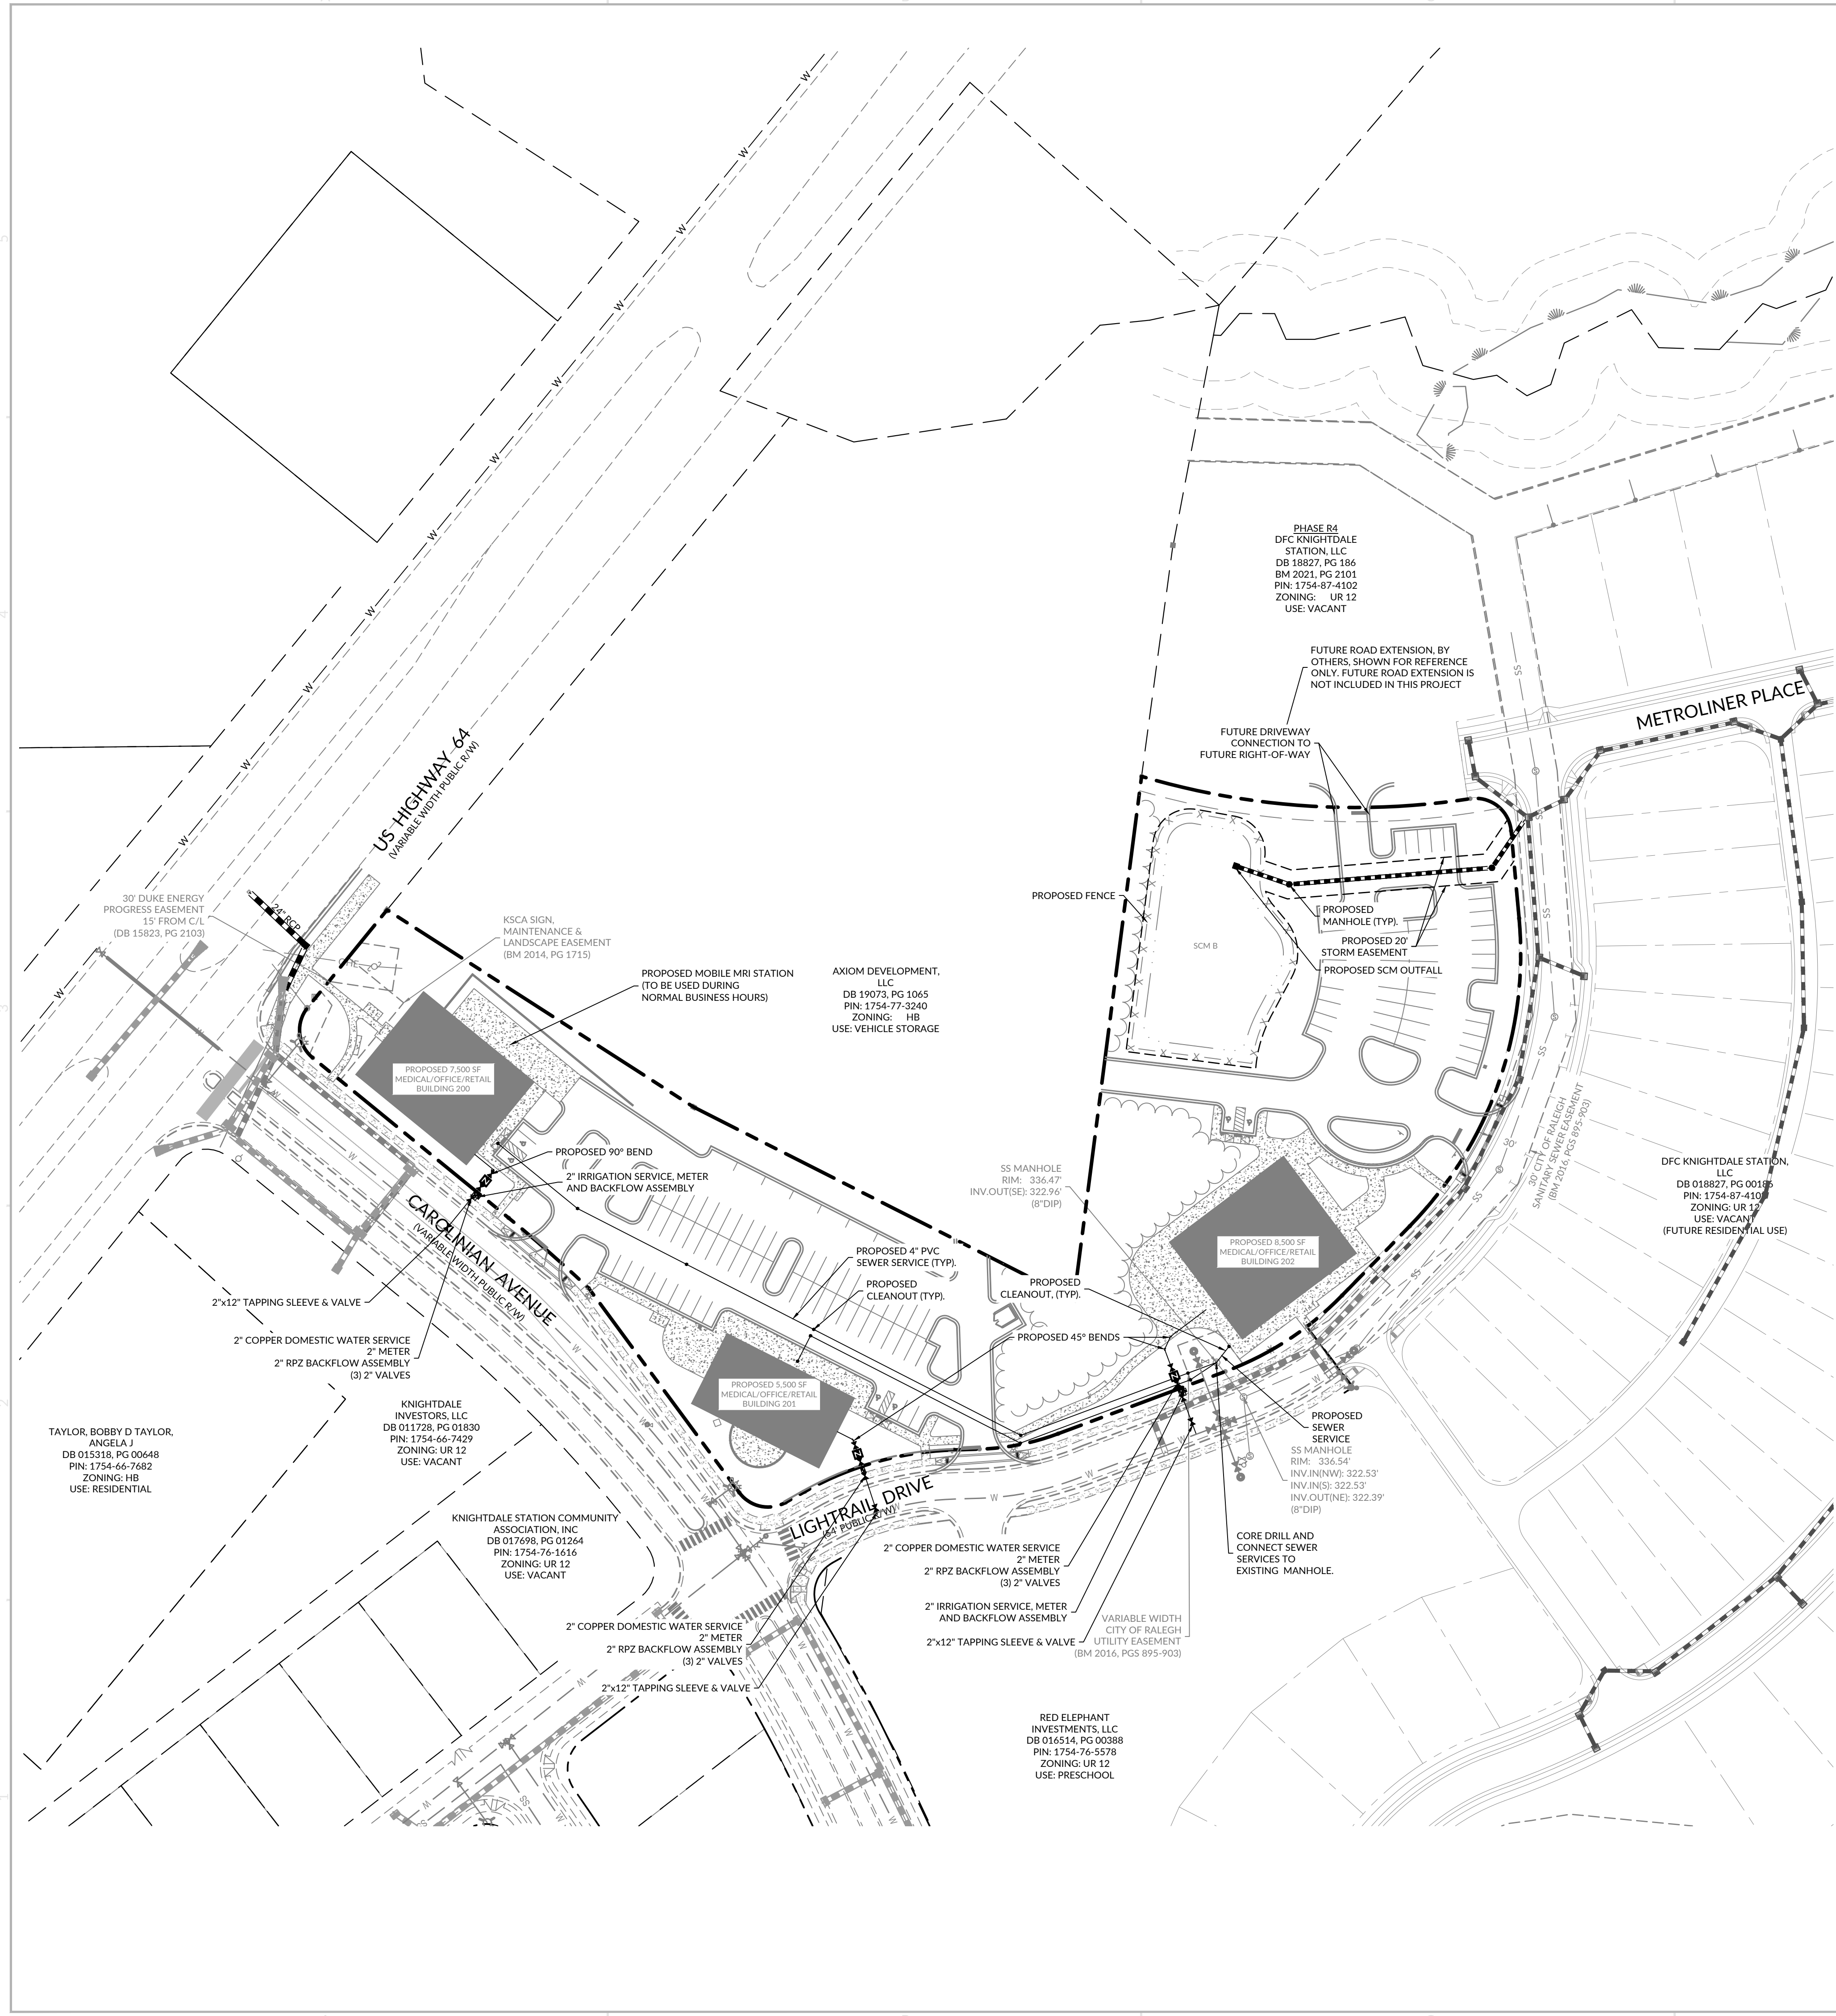 PHASE R4
DFC KNIGHTDALE
STATION, LLC
DB 18827, PG 186
BM 2021, PG 2101
PIN: 1754-87-4102
ZONING: UR 12
USE: VACANT
FUTURE ROAD EXTENSION, BY
OTHERS, SHOWN FOR REFERENCE
ONLY. FUTURE ROAD EXTENSION IS
NOT INCLUDED IN THIS PROJECT
METROLINER PLACE
FUTURE DRIVEWAY
CONNECTION TO
FUTURE RIGHT-OF-WAY
US HIGHWAY 64
(VARIABLE WIDTH PUBLIC R/W)
30' DUKE ENERGY
PROGRESS EASEMENT
15' FROM C/L
(DB 15823, PG 2103)
24" RCP
KSCA SIGN,
MAINTENANCE &
LANDSCAPE EASEMENT
(BM 2014, PG 1715)
PROPOSED FENCE
PROPOSED
MANHOLE (TYP).
PROPOSED 20'
STORM EASEMENT
PROPOSED SCM OUTFALL
SCM B
PROPOSED MOBILE MRI STATION
(TO BE USED DURING
NORMAL BUSINESS HOURS)
AXIOM DEVELOPMENT,
LLC
DB 19073, PG 1065
PIN: 1754-77-3240
ZONING: HB
USE: VEHICLE STORAGE
PROPOSED 7,500 SF
MEDICAL/OFFICE/RETAIL
BUILDING 200
PROPOSED 90° BEND
2" IRRIGATION SERVICE, METER
AND BACKFLOW ASSEMBLY
SS MANHOLE
RIM: 336.47'
INV.OUT(SE): 322.96'
(8"DIP)
30'
30' CITY OF RALEIGH
SANITARY SEWER EASEMENT
(BM 2016, PGS 895-903)
DFC KNIGHTDALE STATION,
LLC
DB 018827, PG 00186
PIN: 1754-87-4102
ZONING: UR 12
USE: VACANT
(FUTURE RESIDENTIAL USE)
CAROLINIAN AVENUE
(VARIABLE WIDTH PUBLIC R/W)
PROPOSED 8,500 SF
MEDICAL/OFFICE/RETAIL
BUILDING 202
PROPOSED 4" PVC
SEWER SERVICE (TYP).
PROPOSED
CLEANOUT (TYP).
PROPOSED
CLEANOUT, (TYP).
2"x12" TAPPING SLEEVE & VALVE
PROPOSED 45° BENDS
2" COPPER DOMESTIC WATER SERVICE
2" METER
2" RPZ BACKFLOW ASSEMBLY
(3) 2" VALVES
PROPOSED 5,500 SF
MEDICAL/OFFICE/RETAIL
BUILDING 201
KNIGHTDALE
INVESTORS, LLC
DB 011728, PG 01830
PIN: 1754-66-7429
ZONING: UR 12
USE: VACANT
TAYLOR, BOBBY D TAYLOR,
ANGELA J
DB 015318, PG 00648
PIN: 1754-66-7682
ZONING: HB
USE: RESIDENTIAL
PROPOSED
SEWER
SERVICE
SS MANHOLE
RIM: 336.54'
INV.IN(NW): 322.53'
INV.IN(S): 322.53'
INV.OUT(NE): 322.39'
(8"DIP)
LIGHTRAIL DRIVE
(64' PUBLIC R/W)
KNIGHTDALE STATION COMMUNITY
ASSOCIATION, INC
DB 017698, PG 01264
PIN: 1754-76-1616
ZONING: UR 12
USE: VACANT
CORE DRILL AND
CONNECT SEWER
SERVICES TO
EXISTING MANHOLE.
2" COPPER DOMESTIC WATER SERVICE
2" METER
2" RPZ BACKFLOW ASSEMBLY
(3) 2" VALVES
2" IRRIGATION SERVICE, METER
AND BACKFLOW ASSEMBLY
2"x12" TAPPING SLEEVE & VALVE
VARIABLE WIDTH
CITY OF RALEGH
UTILITY EASEMENT
(BM 2016, PGS 895-903)
2" COPPER DOMESTIC WATER SERVICE
2" METER
2" RPZ BACKFLOW ASSEMBLY
(3) 2" VALVES
2"x12" TAPPING SLEEVE & VALVE
RED ELEPHANT
INVESTMENTS, LLC
DB 016514, PG 00388
PIN: 1754-76-5578
ZONING: UR 12
USE: PRESCHOOL